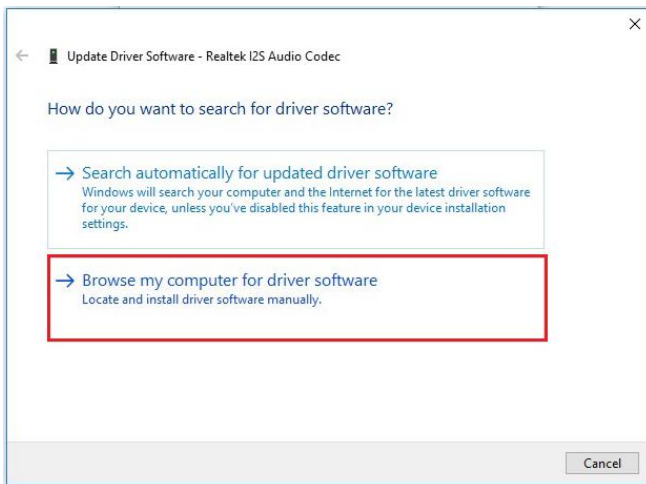 Update Driver Software - Realtek I2S Audio Codec
How do you want to search for driver software?
Search automatically for updated driver software
Windows will search your computer and the Internet for the latest driver software
for your device, unless you've disabled this feature in your device installation
settings.
Browse my computer for driver software
Locate and install driver software manually.
Cancel